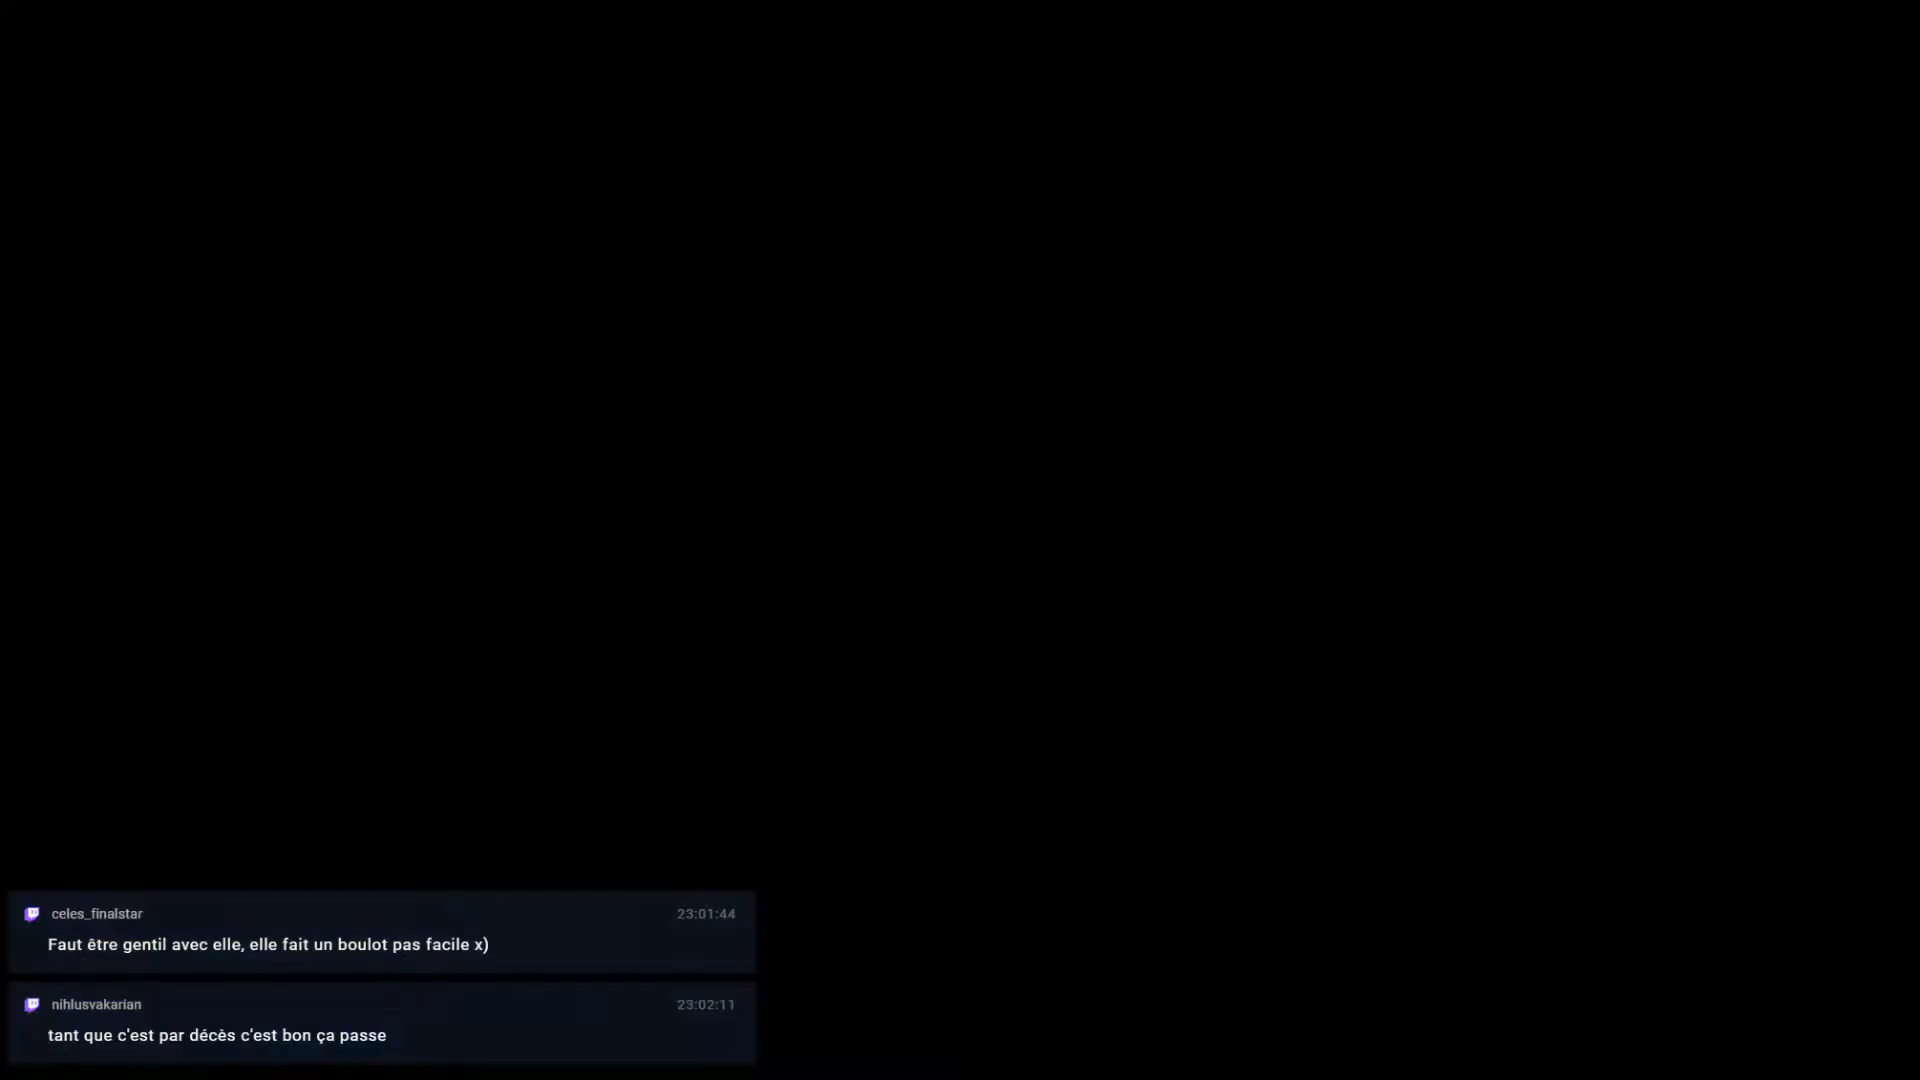 celes_finalstar 23:01:44
Faut être gentil avec elle, elle fait un boulot pas facile x)
nihlusvakarian 23:02:11
tant que c'est par décès c'est bon ça passe